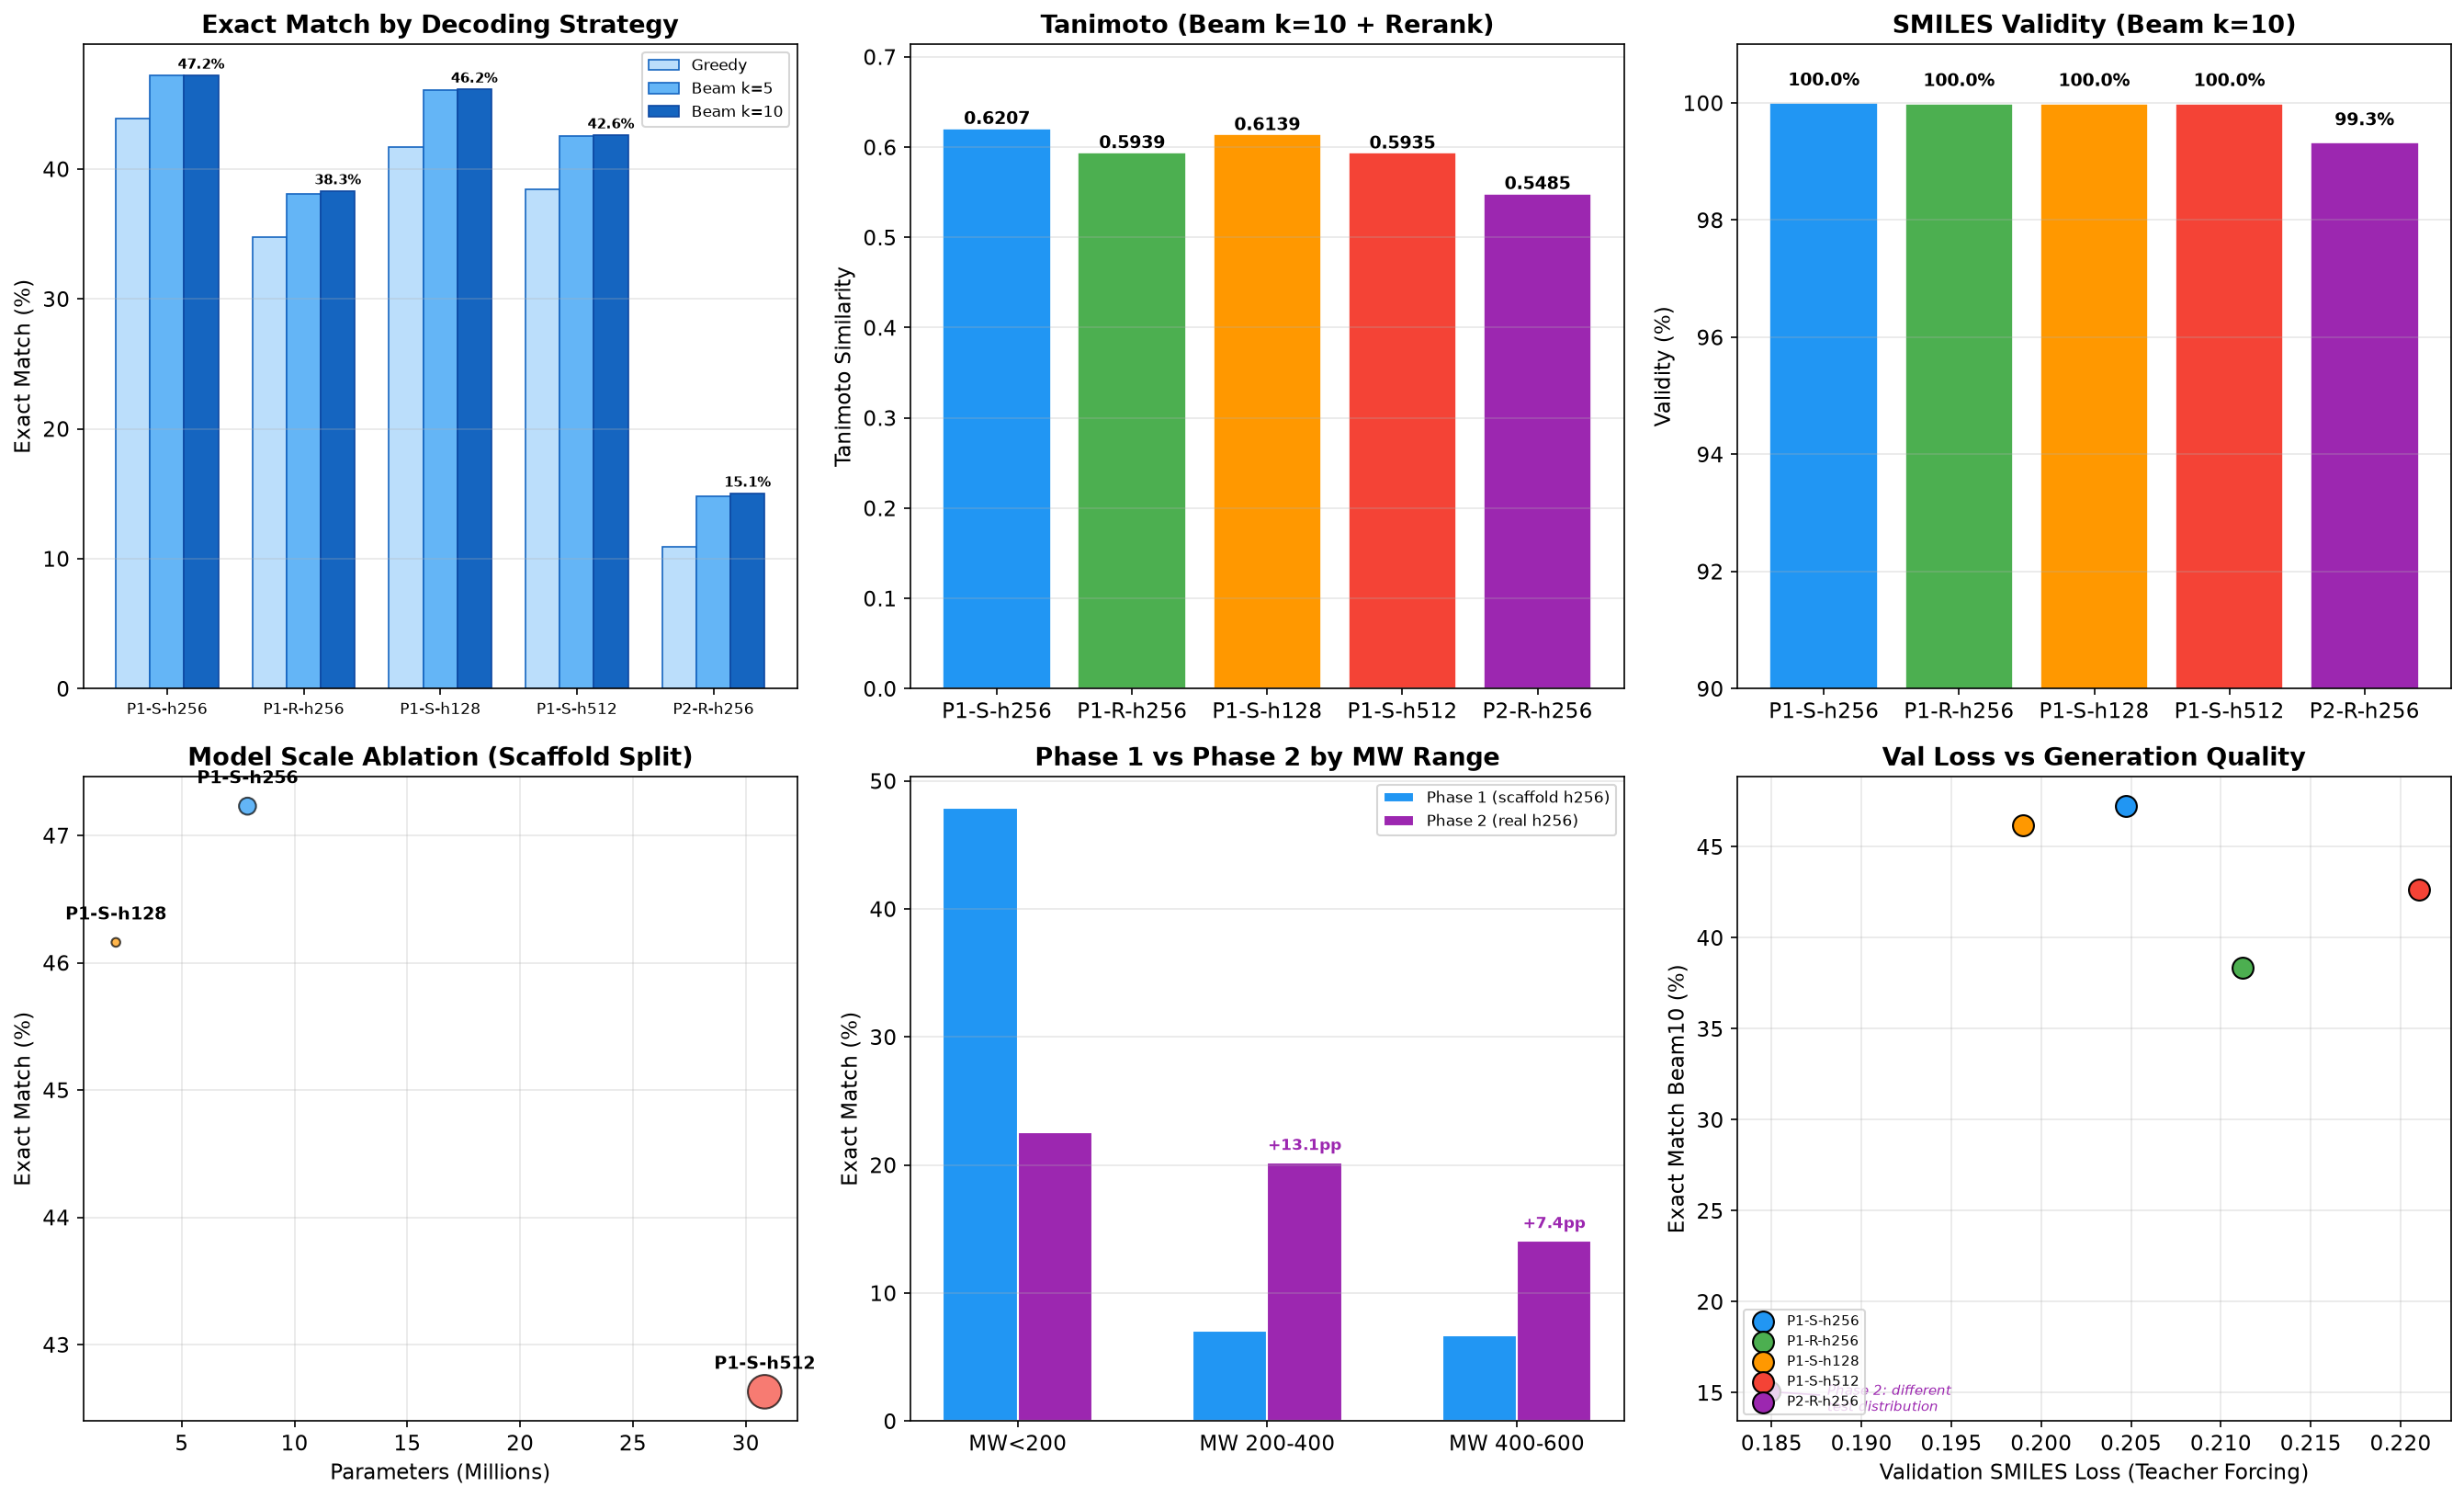 Exact Match by Decoding Strategy
Exact Match (%)
0
10
20
30
40
47.2%
38.3%
46.2%
42.6%
15.1%
Greedy
Beam k=5
Beam k=10
P1-S-h256
P1-R-h256
P1-S-h128
P1-S-h512
P2-R-h256
Tanimoto (Beam k=10 + Rerank)
Tanimoto Similarity
0.7
0.6
0.5
0.4
0.3
0.2
0.1
0.0
0.6207
0.5939
0.6139
0.5935
0.5485
P1-S-h256
P1-R-h256
P1-S-h128
P1-S-h512
P2-R-h256
SMILES Validity (Beam k=10)
Validity (%)
100
98
96
94
92
90
100.0%
100.0%
100.0%
100.0%
99.3%
P1-S-h256
P1-R-h256
P1-S-h128
P1-S-h512
P2-R-h256
Model Scale Ablation (Scaffold Split)
Exact Match (%)
47
46
45
44
43
P1-S-h256
P1-S-h128
P1-S-h512
5
10
15
20
25
30
Parameters (Millions)
Phase 1 vs Phase 2 by MW Range
Exact Match (%)
50
40
30
20
10
0
Phase 1 (scaffold h256)
Phase 2 (real h256)
+13.1pp
+7.4pp
MW<200
MW 200-400
MW 400-600
Val Loss vs Generation Quality
Exact Match Beam10 (%)
45
40
35
30
25
20
15
P1-S-h256
P1-R-h256
P1-S-h128
P1-S-h512
P2-R-h256
2: different
distribution
0.185
0.190
0.195
0.200
0.205
0.210
0.215
0.220
Validation SMILES Loss (Teacher Forcing)